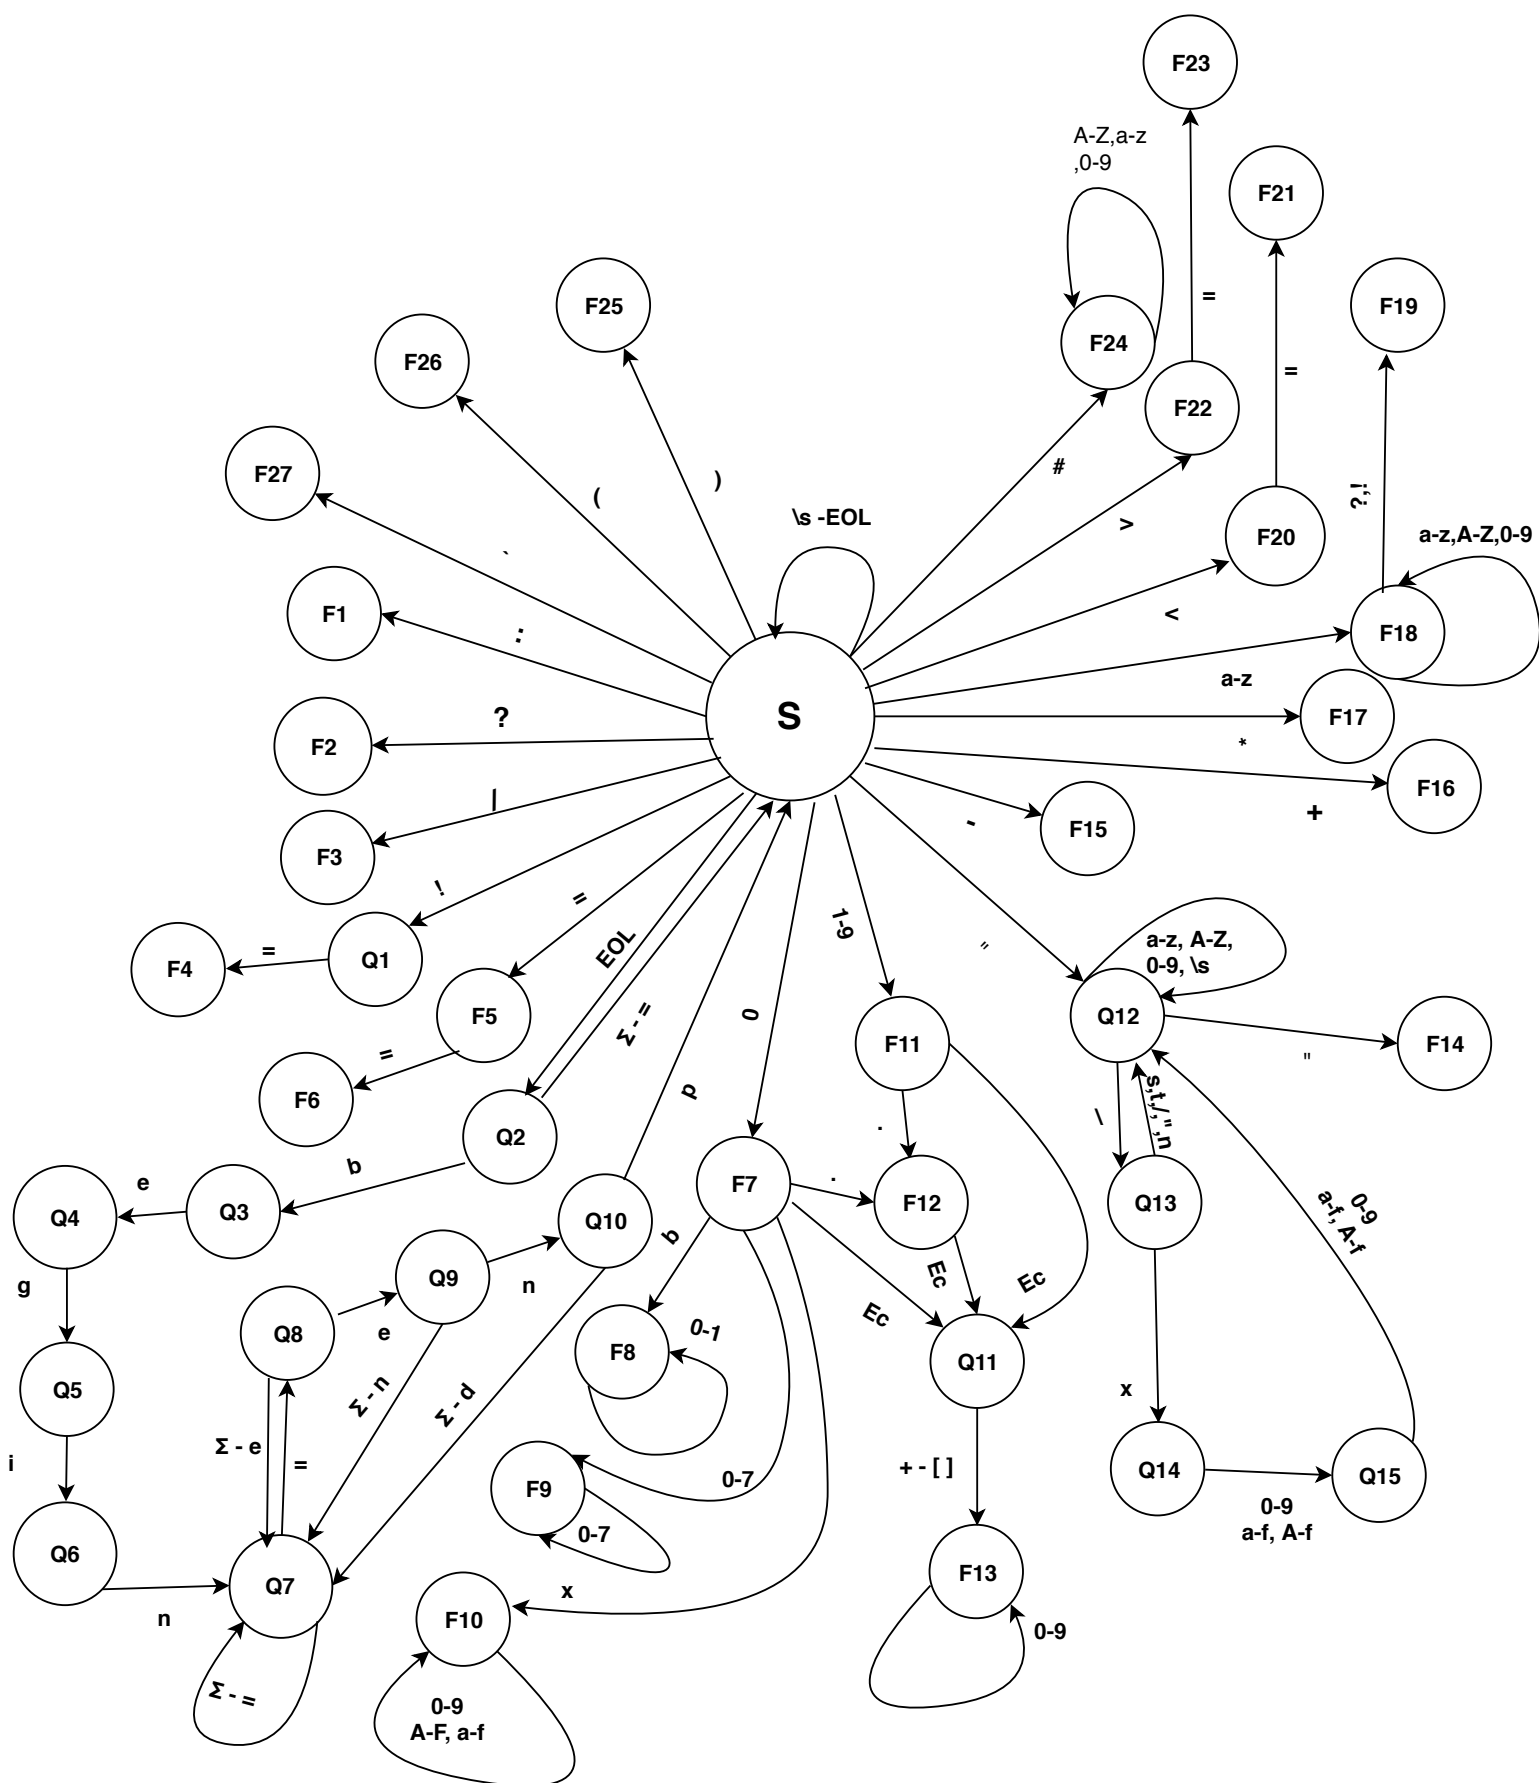 F23
A-Z,a-z
,0-9
F21
F25
F19
=
F24
F26
F22
=
F27
#
)
(
?,!
\s -EOL
>
`
F20
a-z,A-Z,0-9
F1
:
<
F18
a-z
S
F17
?
F2
*
F16
|
-
+
F15
F3
!
=
1-9
"
a-z, A-Z,
0-9, \s
EOL
=
Q1
F4
F5
Σ - =
0
Q12
F14
F11
"
=
F6
p
\
s,t,/,",n
.
Q2
b
e
Q3
Q4
F7
.
F12
Q13
Q10
0-9
a-f, A-f
b
g
Q9
n
Ec
Ec
Ec
Q8
e
0-1
F8
Q11
Q5
Σ - n
Σ - d
x
Σ - e
=
i
+ - [ ]
Q14
Q15
0-7
F9
0-9
a-f, A-f
0-7
Q6
Q7
F13
x
n
F10
0-9
Σ - =
0-9
A-F, a-f